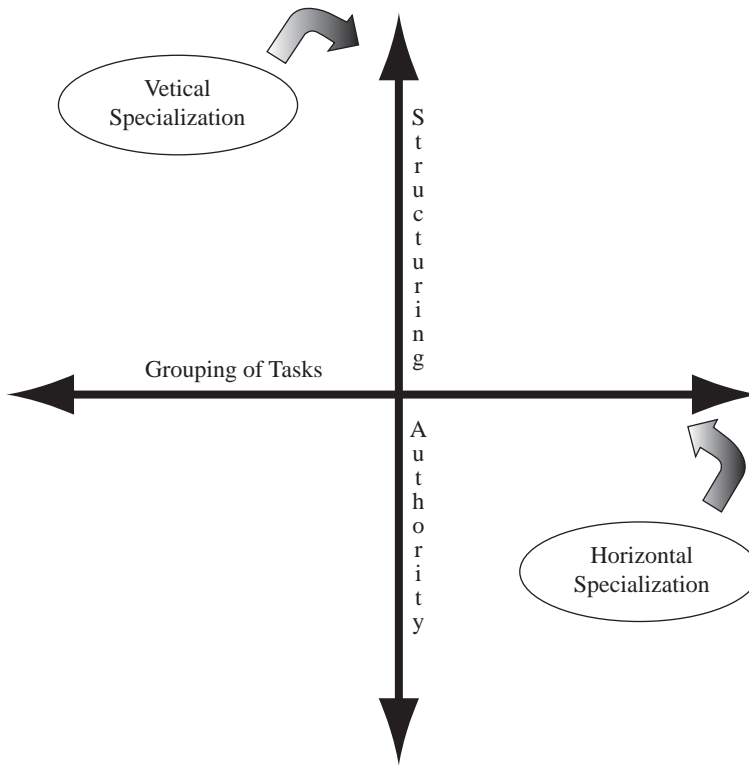 Vetical
Specialization
Structuring
Grouping of Tasks
Authority
Horizontal
Specialization